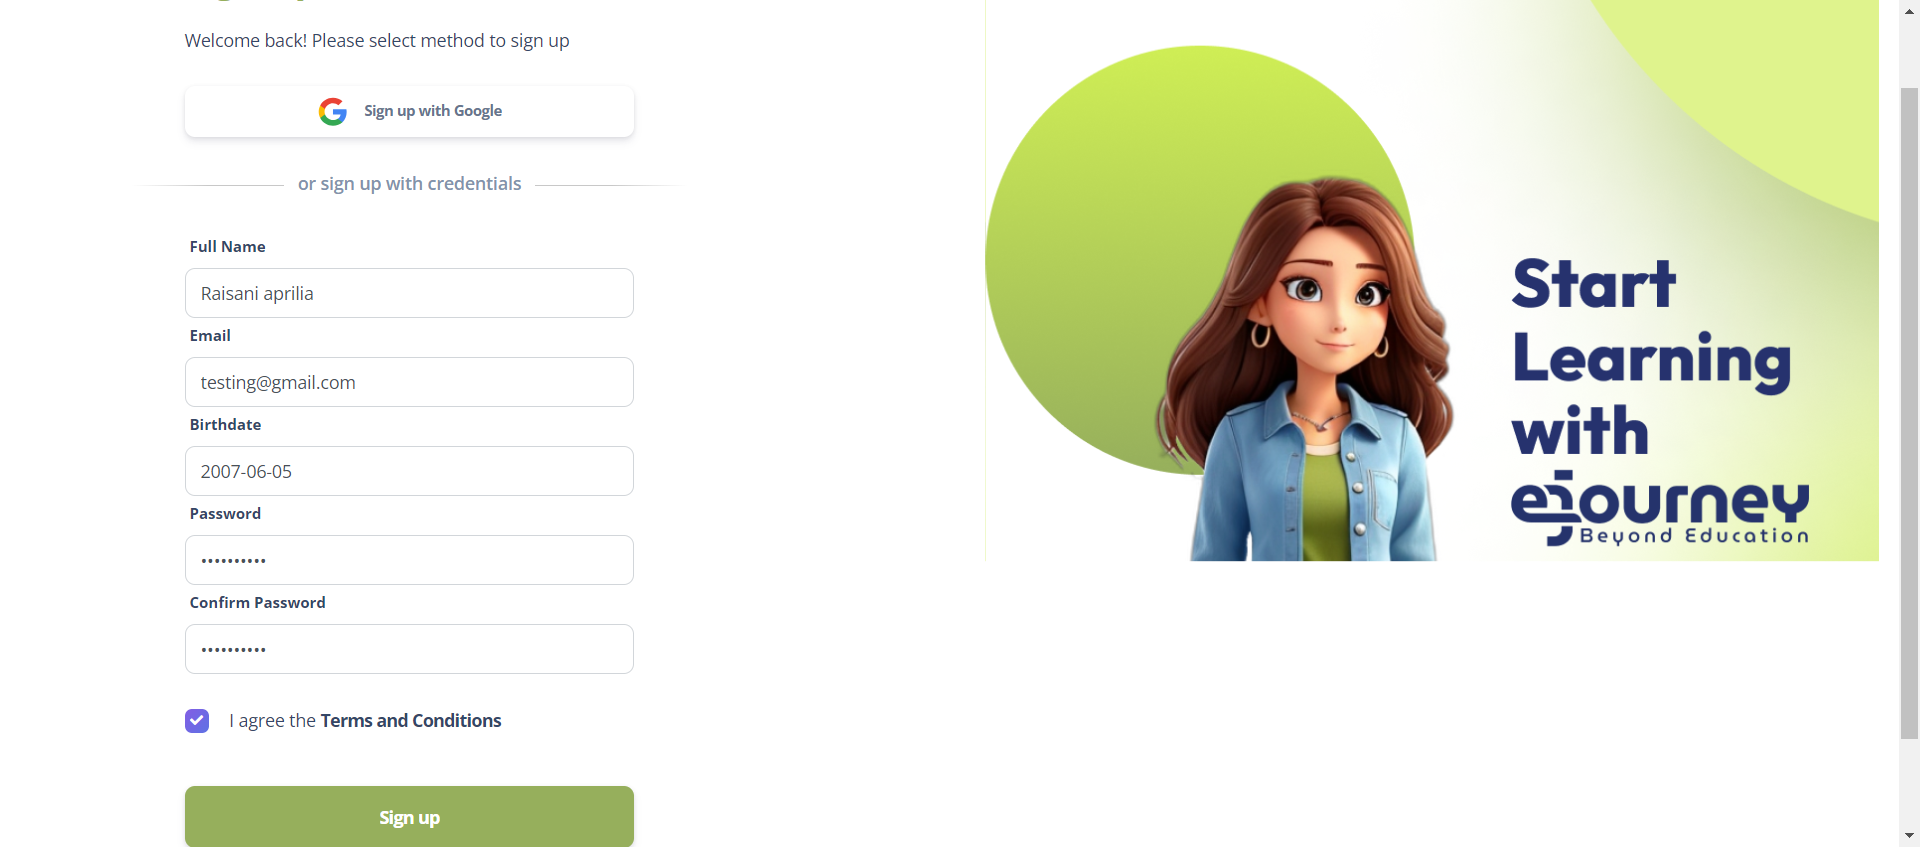 Welcome back! Please select method to sign up
Sign up with Google
or sign up with credentials
Full Name
Raisani aprilia
Email
testing@gmail.com
Birthdate
2007-06-05
Password
••••••••••
Confirm Password
••••••••••
I agree the Terms and Conditions
Sign up
Start
Learning
with
ejourney
Beyond Education